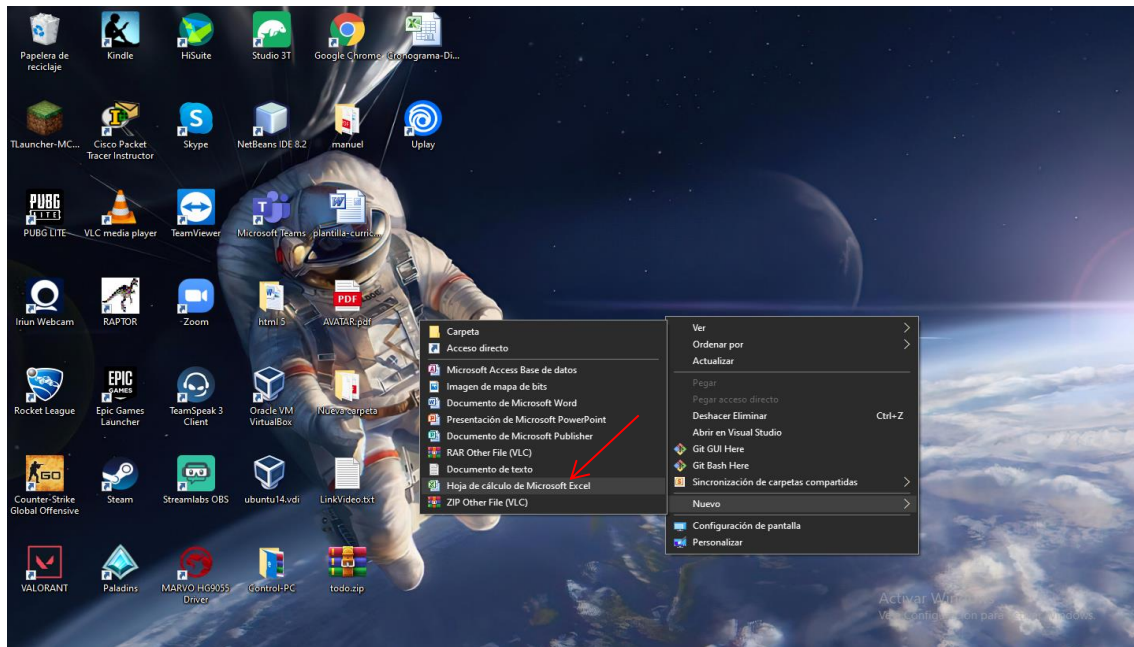 Papelera de
reciclaje
Kindle
HiSuite
Studio 3T
Google Chrome
Cronograma-Di...
TLauncher-MC...
Cisco Packet
Tracer Instructor
Skype
NetBeans IDE 8.2
manuel
Uplay
PUBG
LITE
PUBG LITE
VLC media player
TeamViewer
Microsoft Teams
plantilla-curric...
Iriun Webcam
RAPTOR
Zoom
html 5
PDF
AVATAR.pdf
Rocket League
EPIC
GAMES
Epic Games
Launcher
TeamSpeak 3
Client
Oracle VM
VirtualBox
Nueva carpeta
GO
Counter-Strike
Global Offensive
Steam
Streamlabs OBS
ubuntu14.vdi
LinkVideo.txt
VALORANT
Paladins
MARVO HG9055
Driver
Control-PC
todo.zip
Carpeta
Acceso directo
Microsoft Access Base de datos
Imagen de mapa de bits
Documento de Microsoft Word
Presentación de Microsoft PowerPoint
Documento de Microsoft Publisher
RAR Other File (VLC)
Documento de texto
Hoja de cálculo de Microsoft Excel
ZIP Other File (VLC)
Ver
Ordenar por
Actualizar
Pegar
Pegar acceso directo
Deshacer Eliminar Ctrl+Z
Abrir en Visual Studio
Git GUI Here
Git Bash Here
Sincronización de carpetas compartidas
Nuevo
Configuración de pantalla
Personalizar
Activar